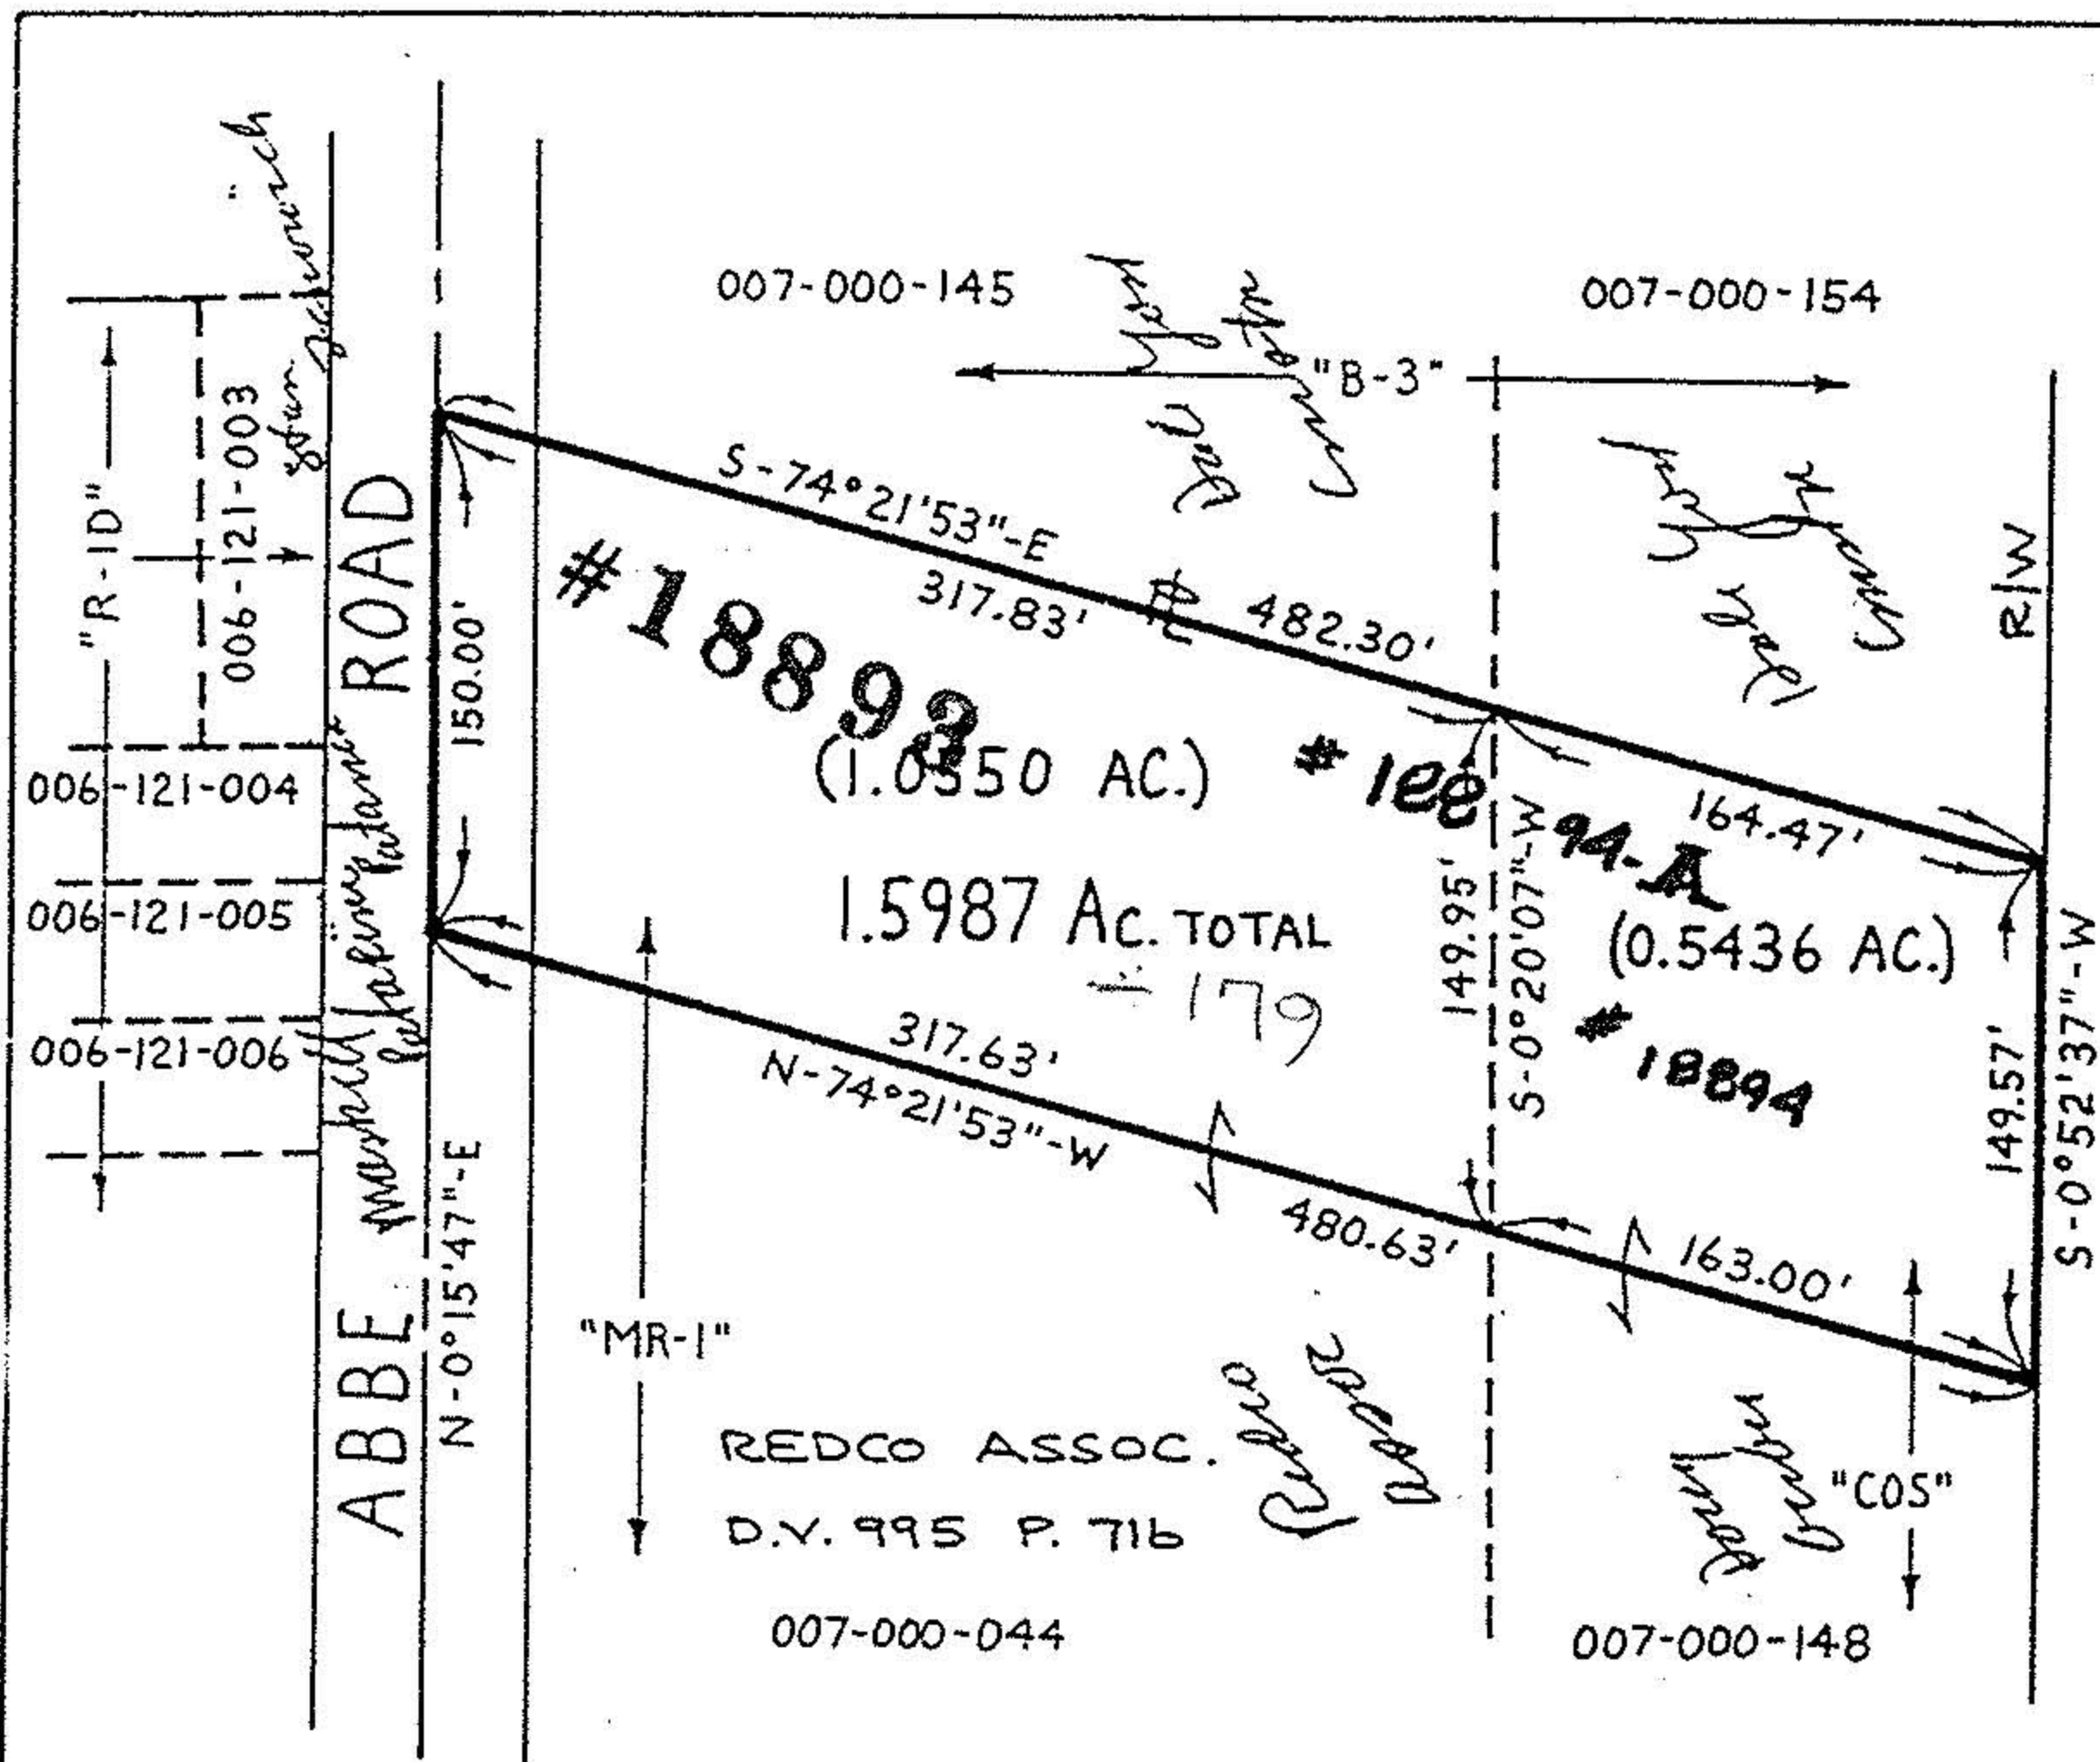 007-000-145
007-000-154
"B-3"
"R-1D"
006-121-003
006-121-004
006-121-005
006-121-006
ABBE ROAD
N-0°15'47"-E
150.00'
S-74°21'53"-E
317.83'
PL
482.30'
164.47'
R/W
#18893
(1.0550 AC.)
# 188
94-A
1.5987 AC. TOTAL
179
149.95'
S-0°20'07"-W
(0.5436 AC.)
# 18894
149.57'
S-0°52'37"-W
317.63'
N-74°21'53"-W
480.63'
163.00'
"MR-1"
"COS"
REDCO ASSOC.
D.V. 995 P. 716
007-000-044
007-000-148